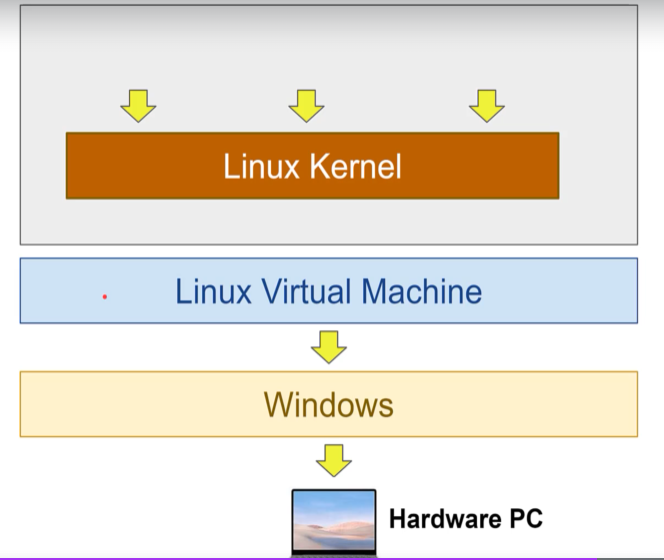 Linux Kernel
Linux Virtual Machine
Windows
Hardware PC